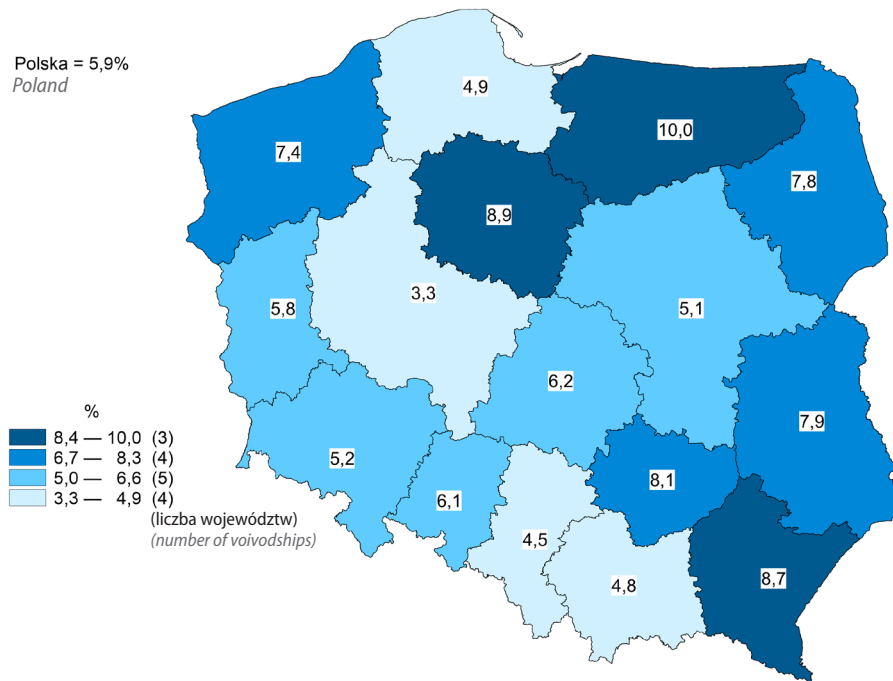 Polska = 5,9%
Poland
4,9
10,0
7,4
7,8
8,9
3,3
5,8
5,1
6,2
7,9
5,2
6,1
8,1
4,5
4,8
8,7
%
8,4 — 10,0 (3)
6,7 — 8,3 (4)
5,0 — 6,6 (5)
3,3 — 4,9 (4)
(liczba województw)
(number of voivodships)